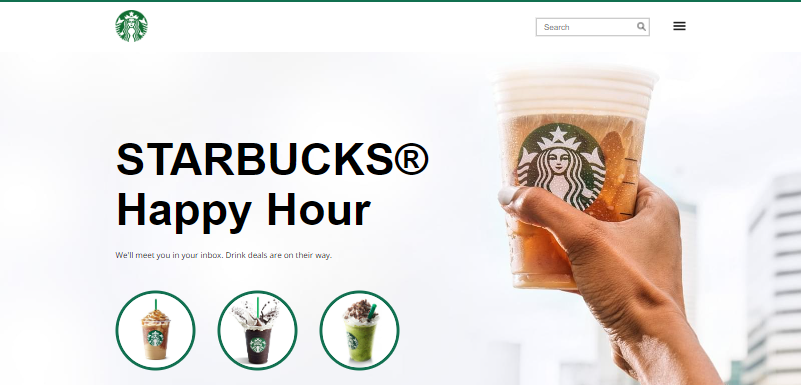 Search
STARBUCKS®
Happy Hour
We'll meet you in your inbox. Drink deals are on their way.